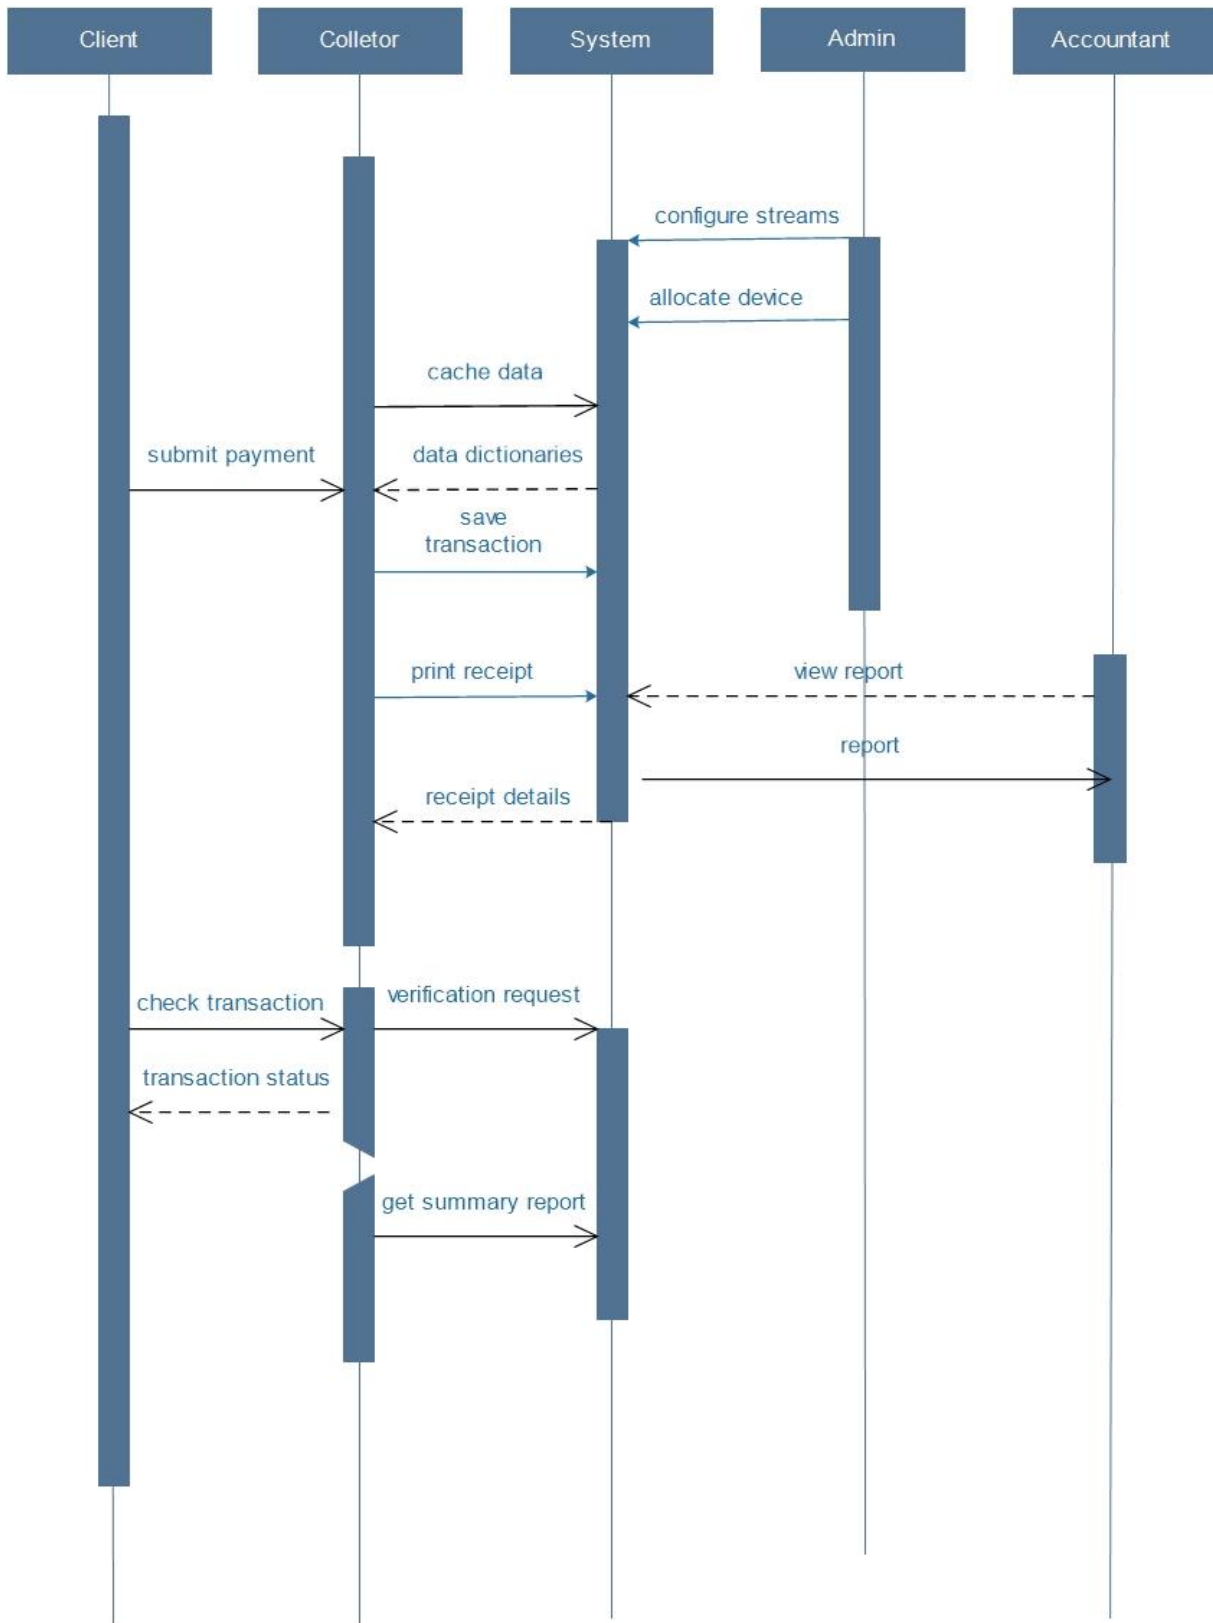 Client
Colletor
System
Admin
Accountant
configure streams
allocate device
cache data
submit payment
data dictionaries
save
transaction
print receipt
view report
report
receipt details
check transaction
verification request
transaction status
get summary report